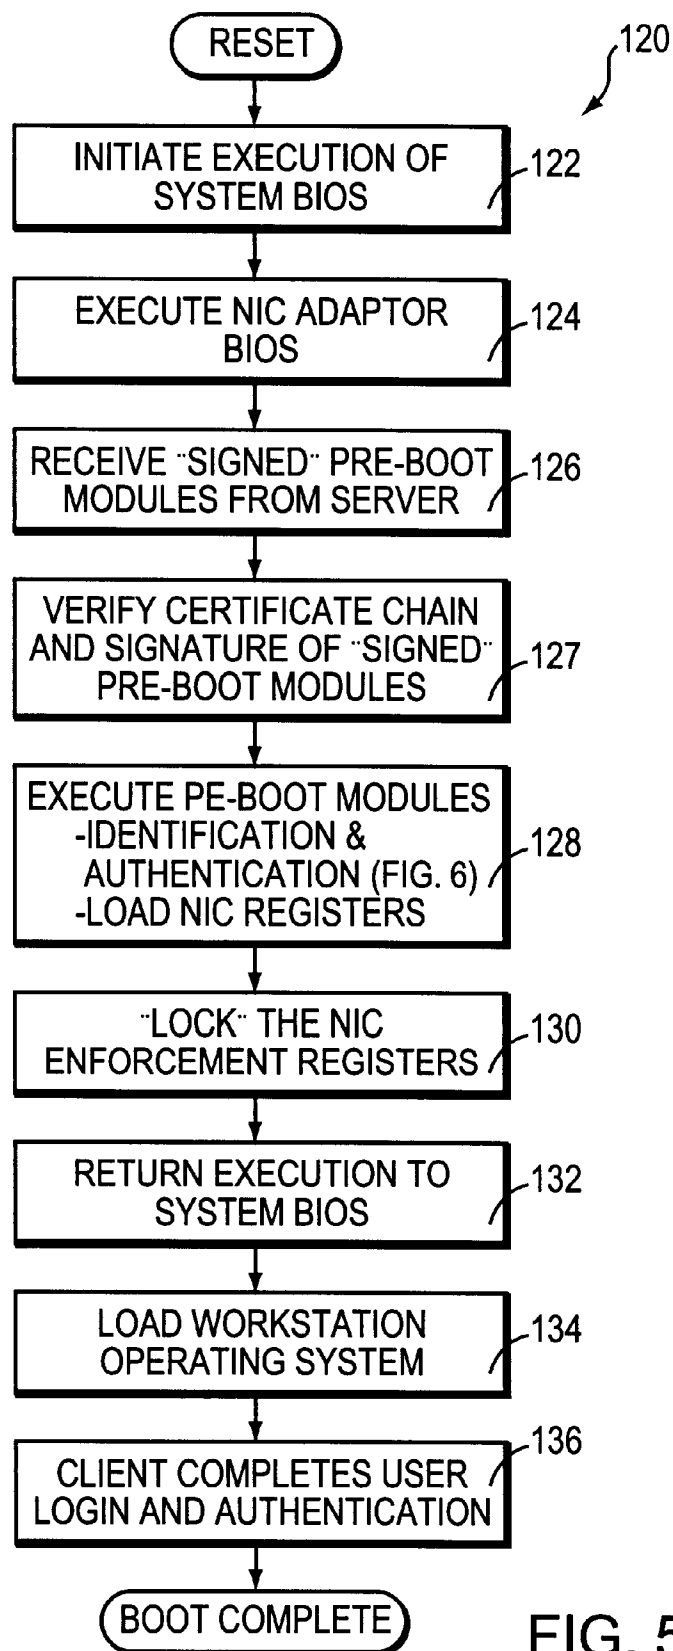 RESET
120
INITIATE EXECUTION OF
SYSTEM BIOS
122
EXECUTE NIC ADAPTOR
BIOS
124
RECEIVE "SIGNED" PRE-BOOT
MODULES FROM SERVER
126
VERIFY CERTIFICATE CHAIN
AND SIGNATURE OF "SIGNED"
PRE-BOOT MODULES
127
EXECUTE PE-BOOT MODULES
-IDENTIFICATION &
AUTHENTICATION (FIG. 6)
-LOAD NIC REGISTERS
128
"LOCK" THE NIC
ENFORCEMENT REGISTERS
130
RETURN EXECUTION TO
SYSTEM BIOS
132
LOAD WORKSTATION
OPERATING SYSTEM
134
136
CLIENT COMPLETES USER
LOGIN AND AUTHENTICATION
BOOT COMPLETE
FIG. 5